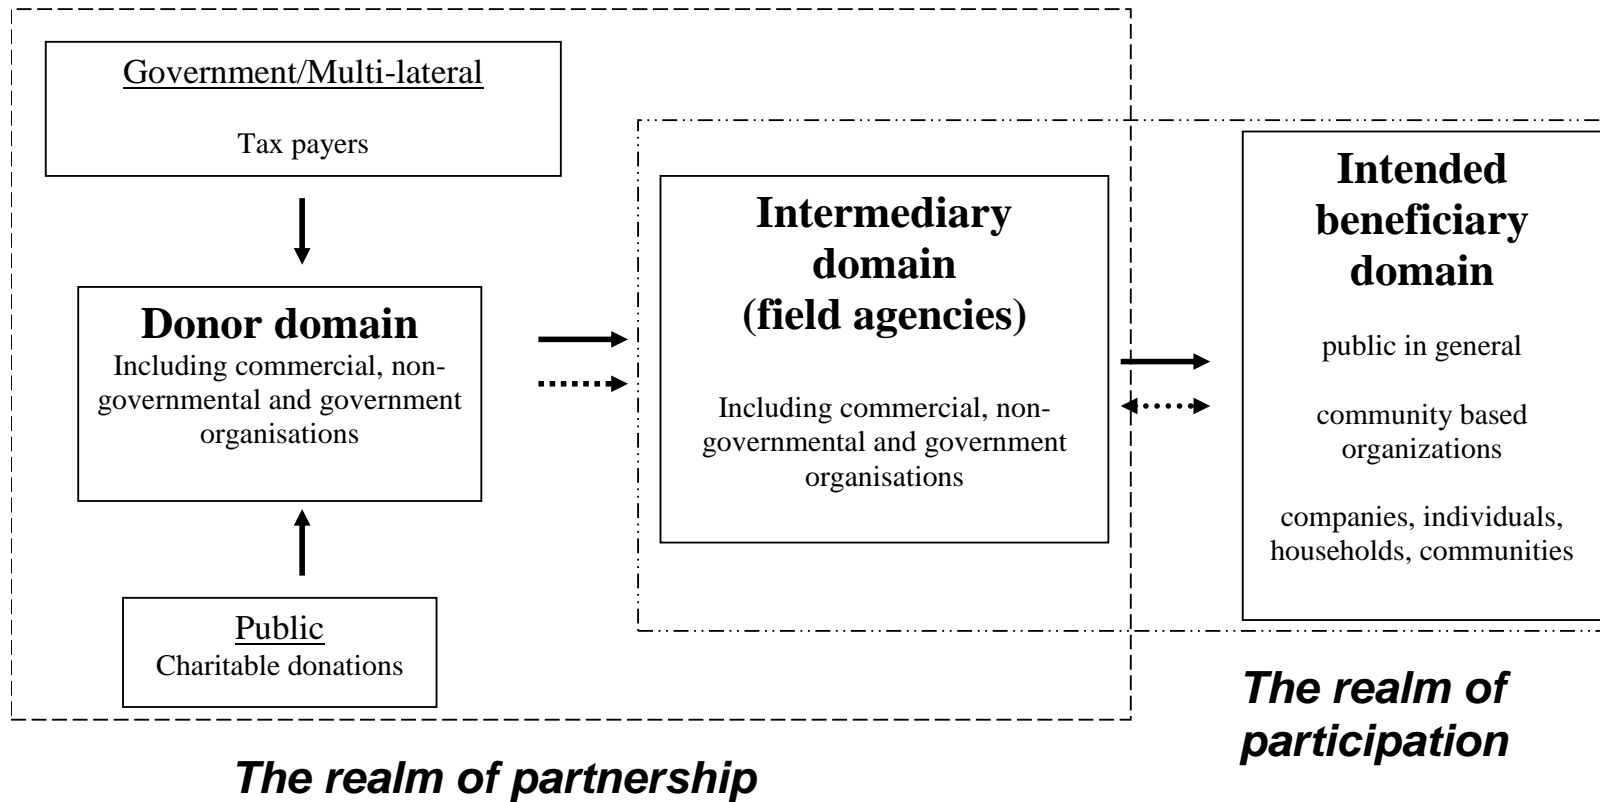 Government/Multi-lateral
Tax payers
Donor domain
Including commercial, non-
governmental and government
organisations
Public
Charitable donations
Intermediary
domain
(field agencies)
Including commercial, non-
governmental and government
organisations
Intended
beneficiary
domain
public in general
community based
organizations
companies, individuals,
households, communities
The realm of
participation
The realm of partnership